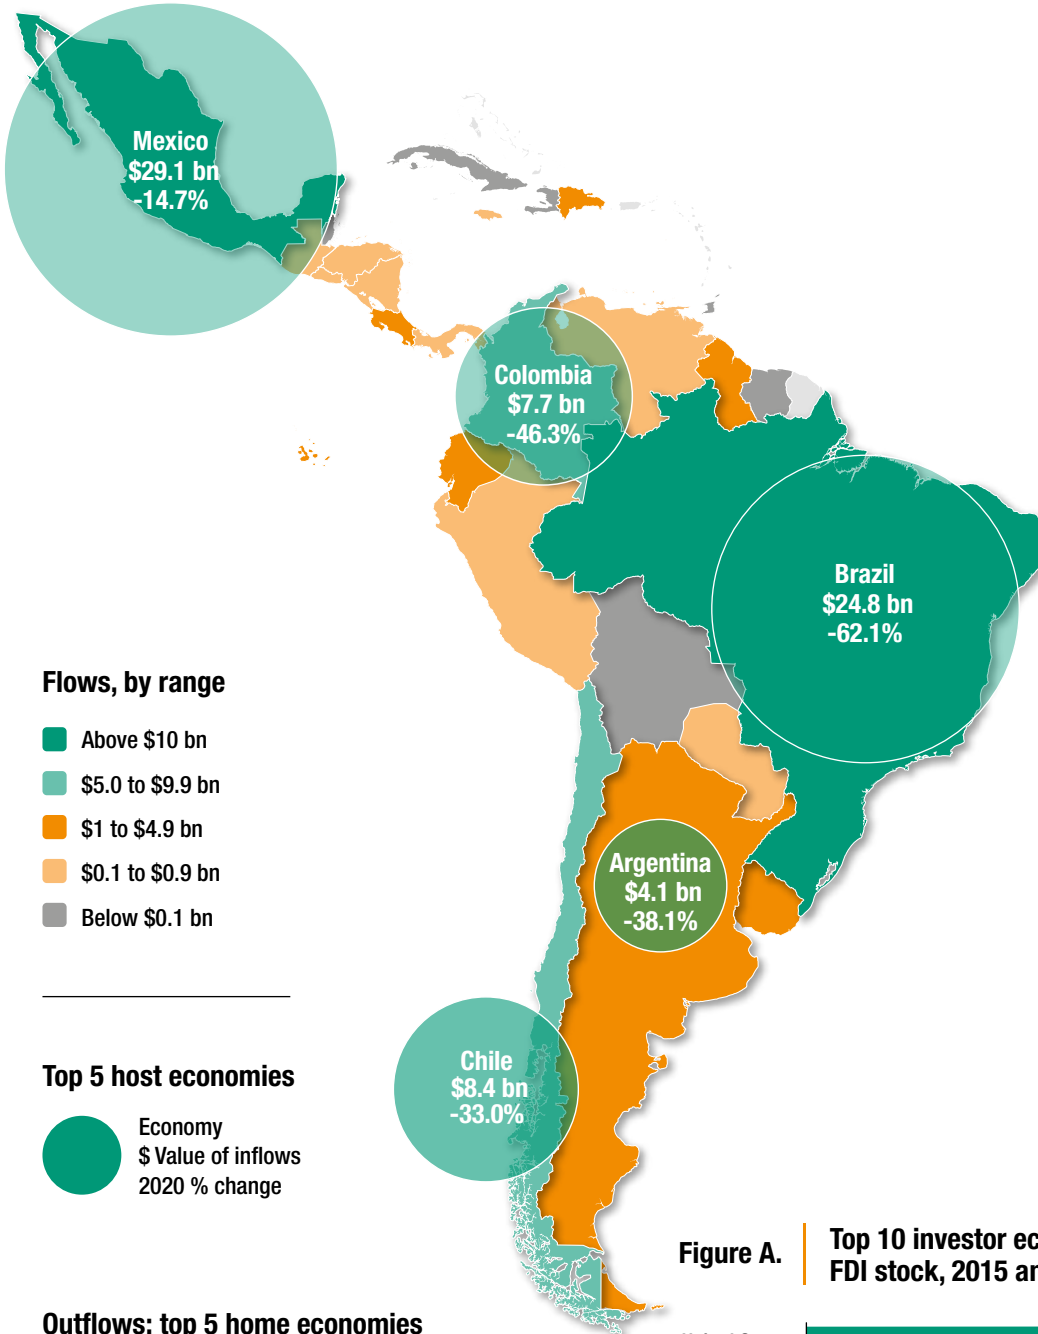 Mexico
$29.1 bn
-14.7%
Colombia
$7.7 bn
-46.3%
Brazil
$24.8 bn
-62.1%
Flows, by range
Above $10 bn
$5.0 to $9.9 bn
$1 to $4.9 bn
$0.1 to $0.9 bn
Below $0.1 bn
Argentina
$4.1 bn
-38.1%
Top 5 host economies
Economy
$ Value of inflows
2020 % change
Chile
$8.4 bn
-33.0%
Figure A.
Top 10 investor ec
FDI stock, 2015 an
Outflows: top 5 home economies